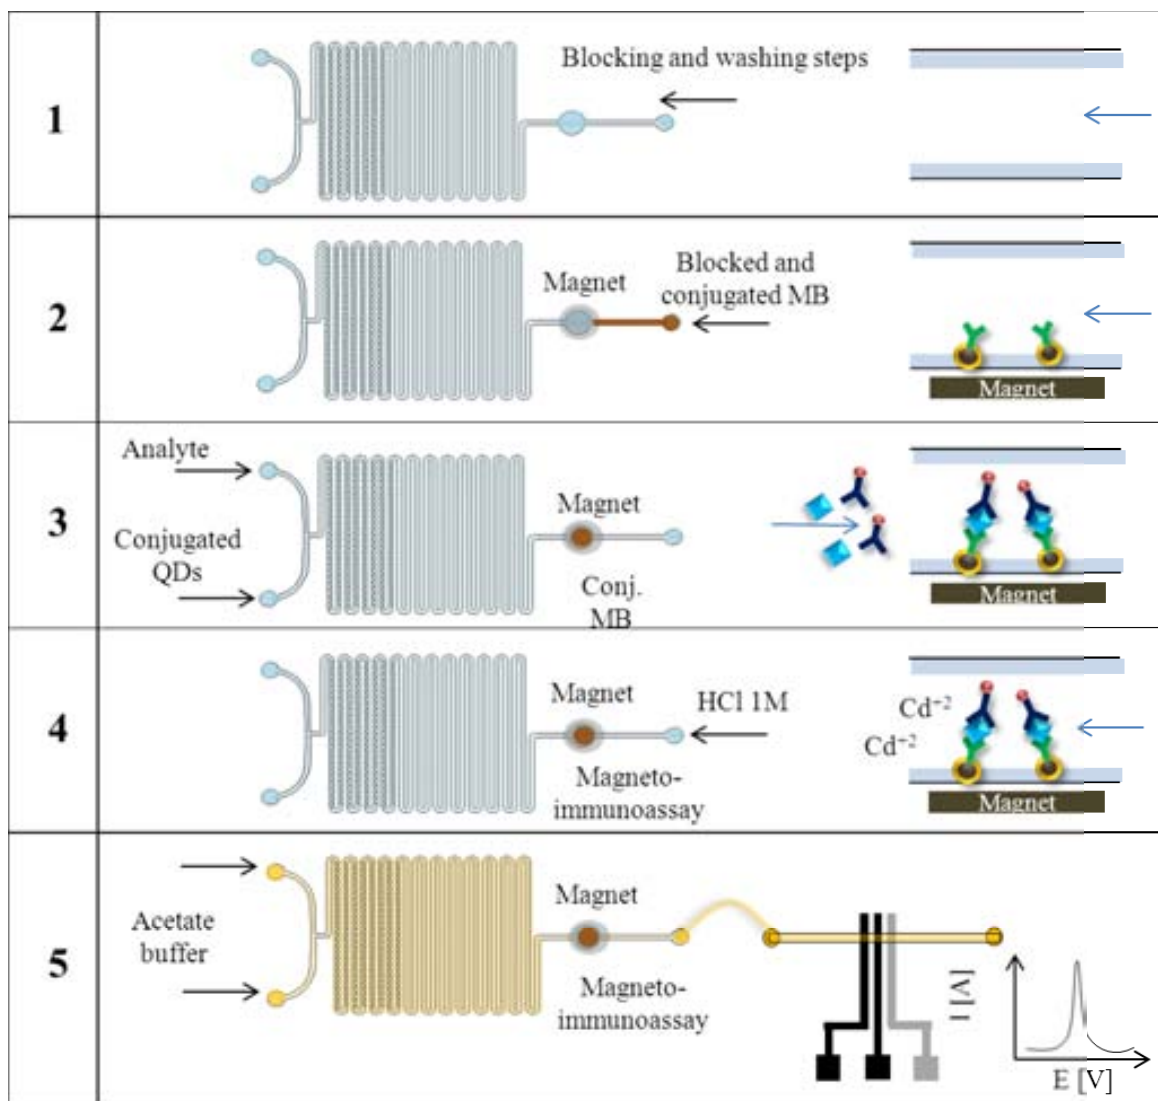 1
Blocking and washing steps
2
Magnet
Blocked and
conjugated MB
Magnet
3
Analyte
Conjugated
QDs
Magnet
Conj.
MB
Magnet
4
Magnet
HCl 1M
Magneto-
immunoassay
Cd+2
Cd+2
Magnet
5
Acetate
buffer
Magnet
Magneto-
immunoassay
I [A]
E [V]